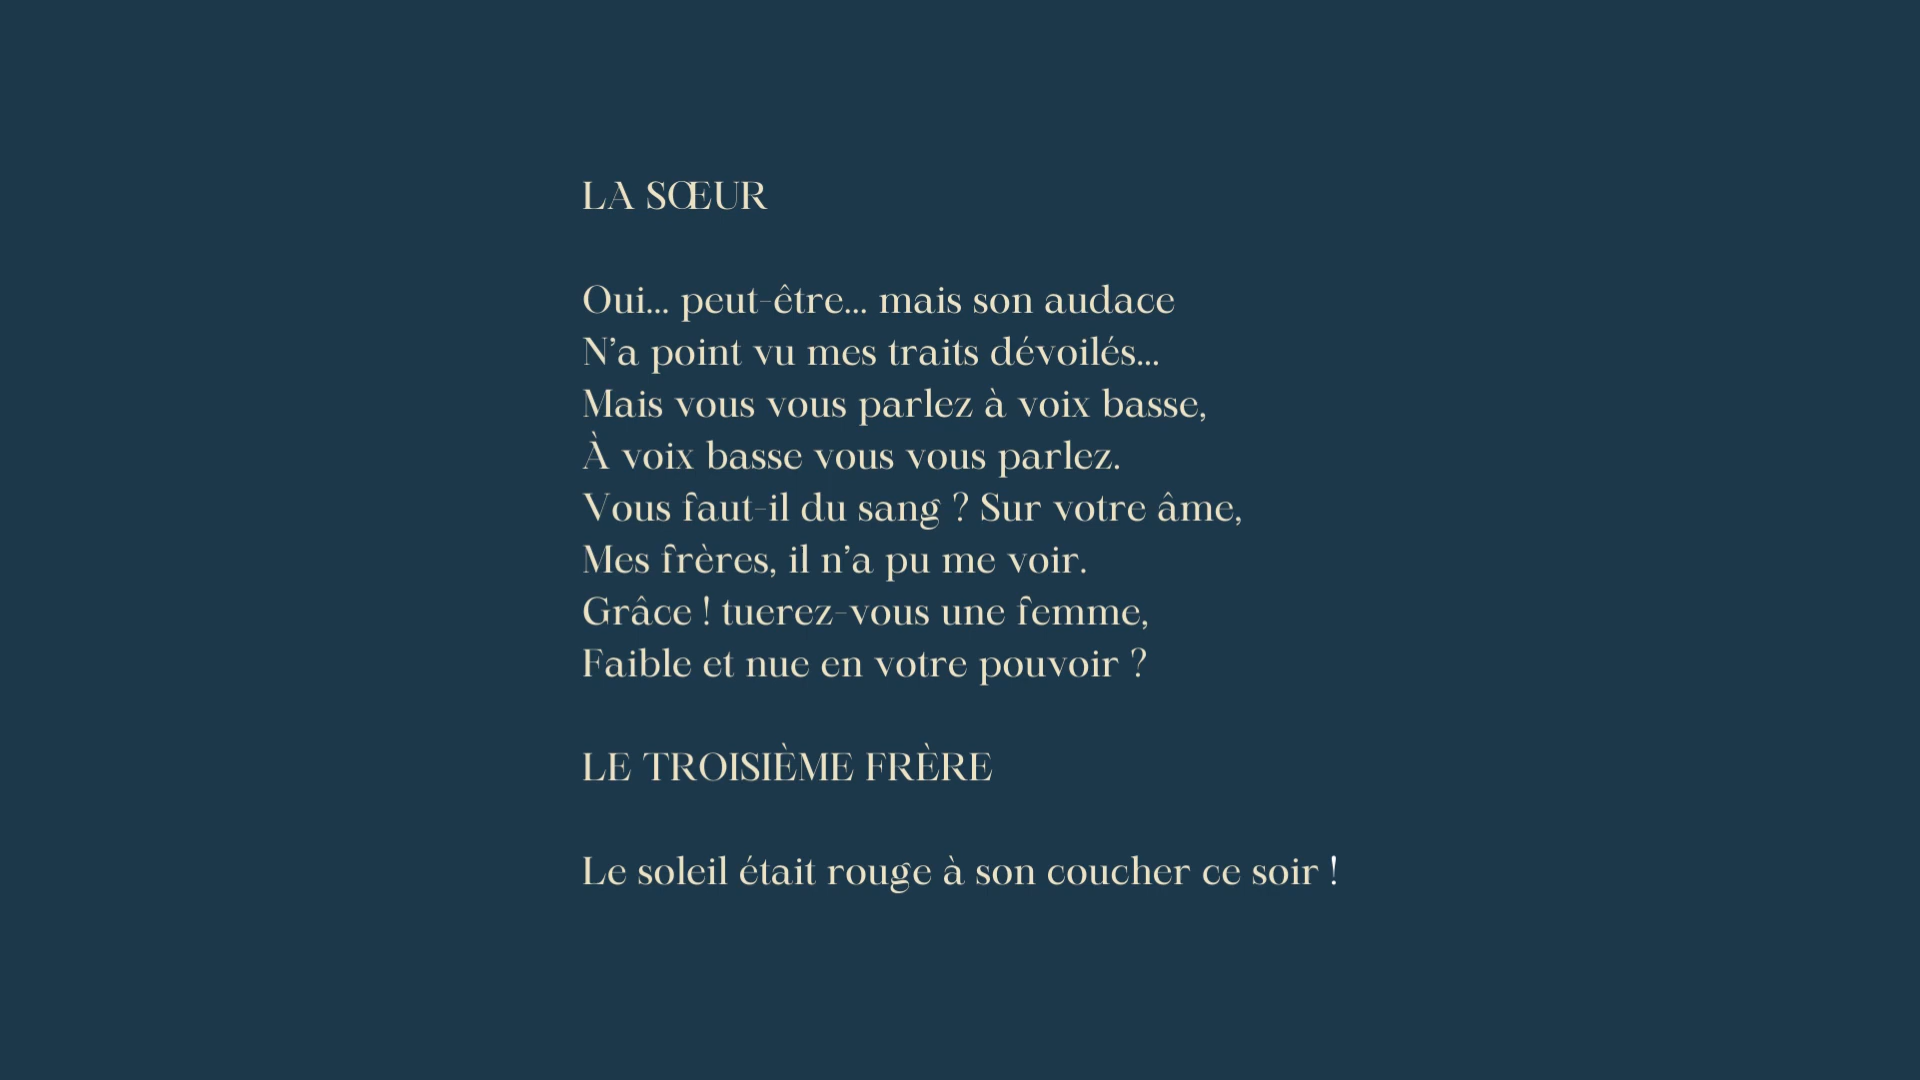 LA SŒUR
Oui... peut-être... mais son audace
N’a point vu mes traits dévoilés...
Mais vous vous parlez à voix basse,
À voix basse vous vous parlez.
Vous faut-il du sang ? Sur votre âme,
Mes frères, il n’a pu me voir.
Grâce ! tuerez-vous une femme,
Faible et nue en votre pouvoir ?
LE TROISIÈME FRÈRE
Le soleil était rouge à son coucher ce soir !